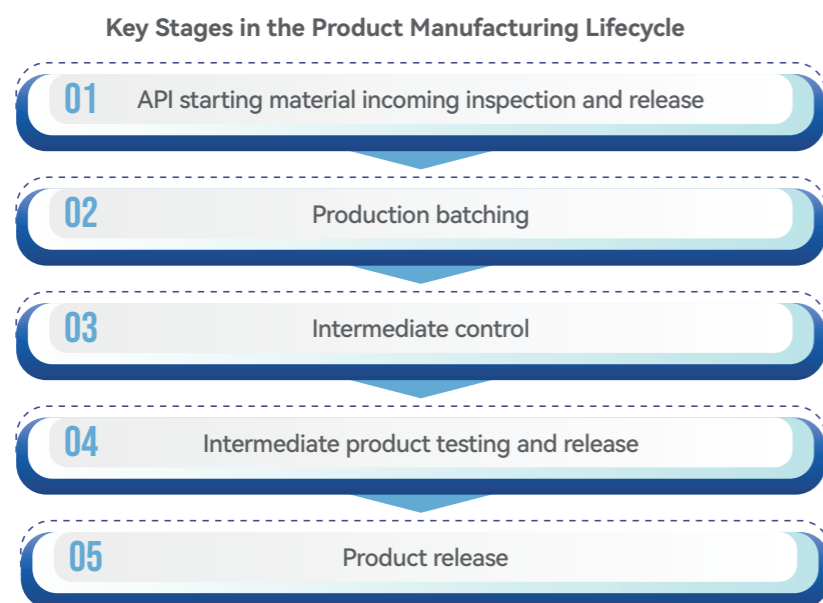 Key Stages in the Product Manufacturing Lifecycle
01 API starting material incoming inspection and release
02 Production batching
03 Intermediate control
04 Intermediate product testing and release
05 Product release